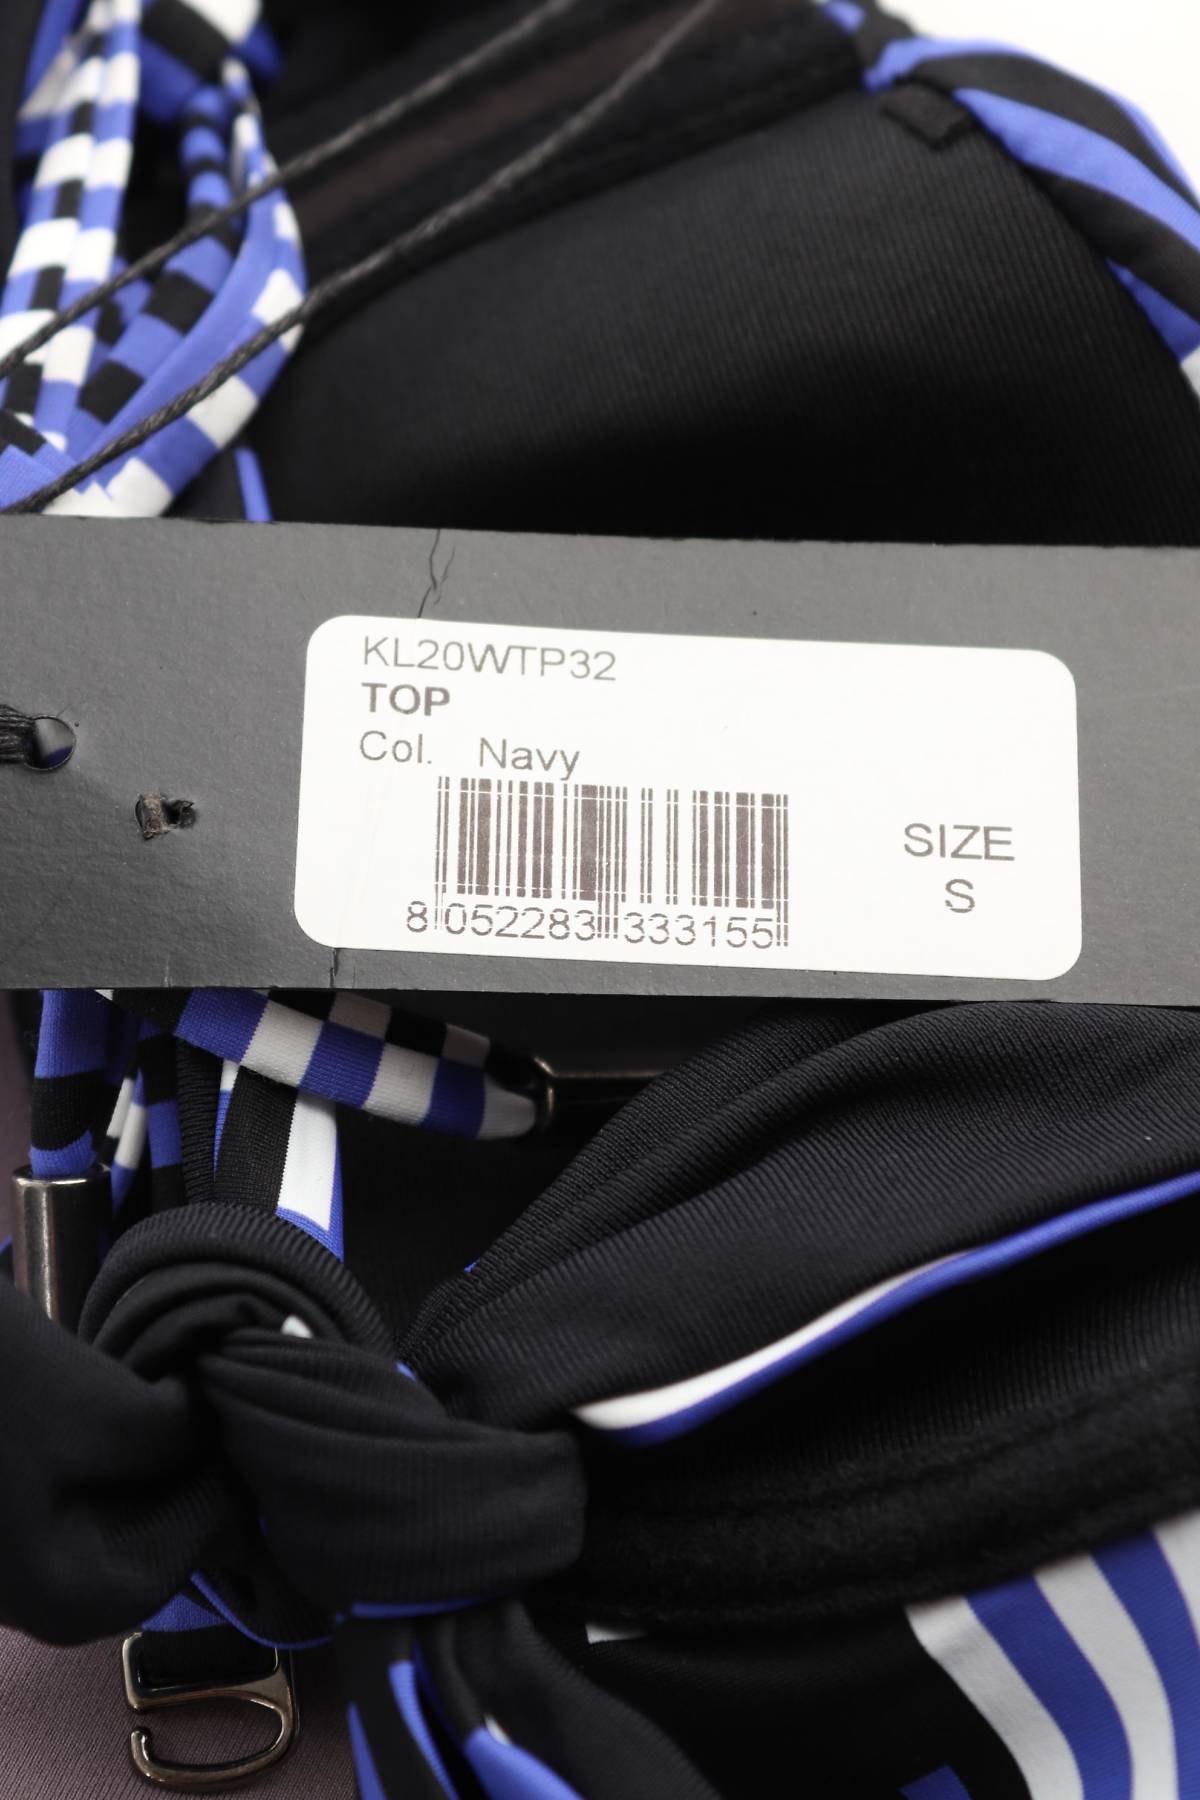 KL20WTP32
TOP
Col. Navy
8 052283 333155
SIZE
S